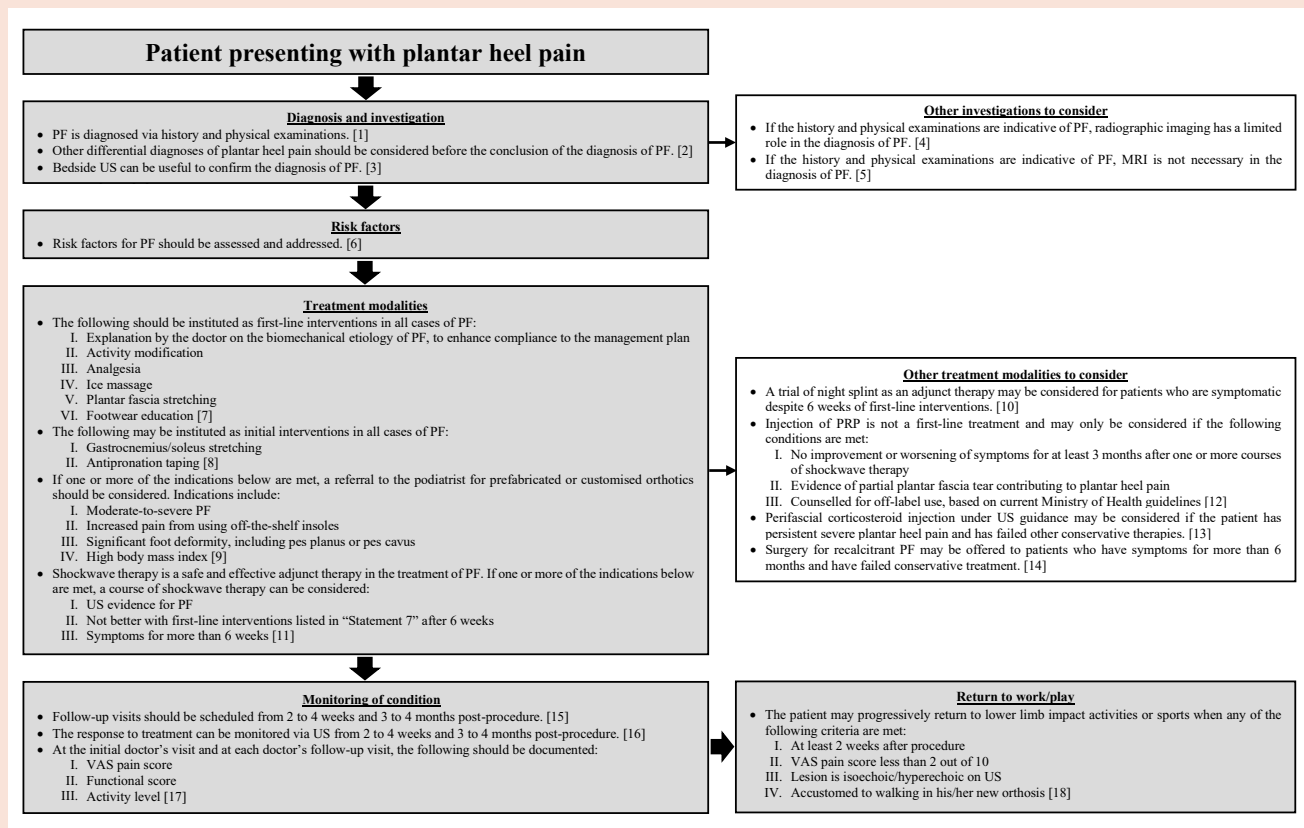 Patient presenting with plantar heel pain
Diagnosis and investigation
• PF is diagnosed via history and physical examinations. [1]
• Other differential diagnoses of plantar heel pain should be considered before the conclusion of the diagnosis of PF. [2]
• Bedside US can be useful to confirm the diagnosis of PF. [3]
Other investigations to consider
• If the history and physical examinations are indicative of PF, radiographic imaging has a limited
role in the diagnosis of PF. [4]
• If the history and physical examinations are indicative of PF, MRI is not necessary in the
diagnosis of PF. [5]
Risk factors
• Risk factors for PF should be assessed and addressed. [6]
Treatment modalities
• The following should be instituted as first-line interventions in all cases of PF:
I. Explanation by the doctor on the biomechanical etiology of PF, to enhance compliance to the management plan
II. Activity modification
III. Analgesia
IV. Ice massage
V. Plantar fascia stretching
VI. Footwear education [7]
• The following may be instituted as initial interventions in all cases of PF:
I. Gastrocnemius/soleus stretching
II. Antipronation taping [8]
• If one or more of the indications below are met, a referral to the podiatrist for prefabricated or customised orthotics
should be considered. Indications include:
I. Moderate-to-severe PF
II. Increased pain from using off-the-shelf insoles
III. Significant foot deformity, including pes planus or pes cavus
IV. High body mass index [9]
• Shockwave therapy is a safe and effective adjunct therapy in the treatment of PF. If one or more of the indications below
are met, a course of shockwave therapy can be considered:
I. US evidence for PF
II. Not better with first-line interventions listed in “Statement 7” after 6 weeks
III. Symptoms for more than 6 weeks [11]
Other treatment modalities to consider
• A trial of night splint as an adjunct therapy may be considered for patients who are symptomatic
despite 6 weeks of first-line interventions. [10]
• Injection of PRP is not a first-line treatment and may only be considered if the following
conditions are met:
I. No improvement or worsening of symptoms for at least 3 months after one or more courses
of shockwave therapy
II. Evidence of partial plantar fascia tear contributing to plantar heel pain
III. Counselled for off-label use, based on current Ministry of Health guidelines [12]
• Perifascial corticosteroid injection under US guidance may be considered if the patient has
persistent severe plantar heel pain and has failed other conservative therapies. [13]
• Surgery for recalcitrant PF may be offered to patients who have symptoms for more than 6
months and have failed conservative treatment. [14]
Monitoring of condition
• Follow-up visits should be scheduled from 2 to 4 weeks and 3 to 4 months post-procedure. [15]
• The response to treatment can be monitored via US from 2 to 4 weeks and 3 to 4 months post-procedure. [16]
• At the initial doctor’s visit and at each doctor’s follow-up visit, the following should be documented:
I. VAS pain score
II. Functional score
III. Activity level [17]
Return to work/play
• The patient may progressively return to lower limb impact activities or sports when any of the
following criteria are met:
I. At least 2 weeks after procedure
II. VAS pain score less than 2 out of 10
III. Lesion is isoechoic/hyperechoic on US
IV. Accustomed to walking in his/her new orthosis [18]